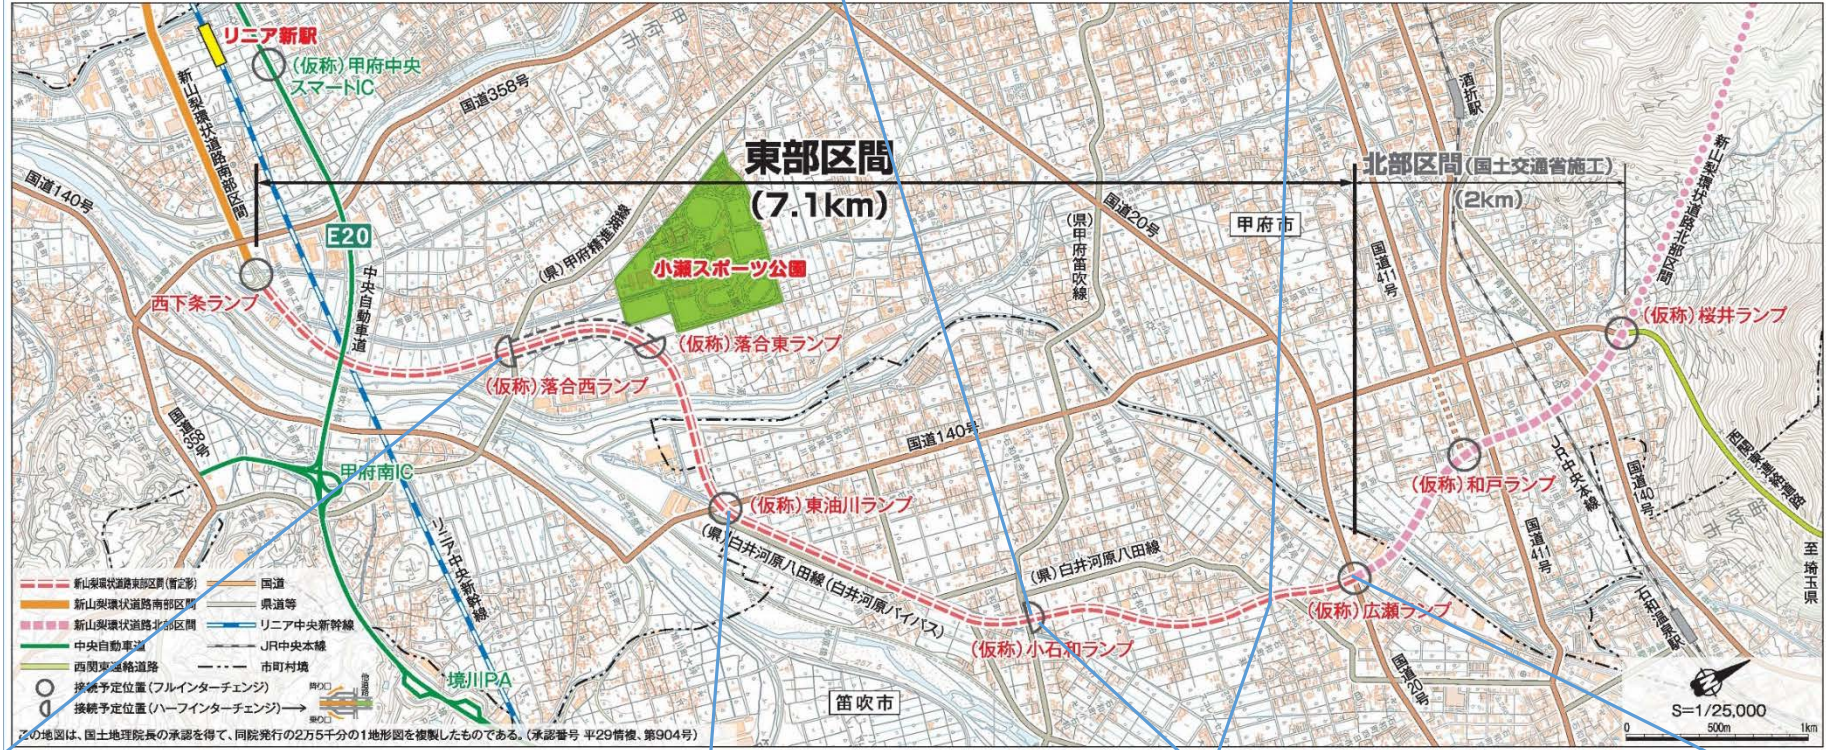 リニア新駅
(仮称)甲府中央
スマートIC
新山梨環状道路南部区間
国道358号
甲府市
国道140号
E20
中央自動車道
西下条ランプ
(県)甲府精進湖線
東部区間
(7.1km)
小瀬スポーツ公園
(仮称)落合西ランプ
(仮称)落合東ランプ
国道20号
(県)甲府笛吹線
甲府市
北部区間(国土交通省施工)
(2km)
酒折駅
新山梨環状道路北部区間
国道411号
(仮称)桜井ランプ
(仮称)和戸ランプ
国道140号
JR中央本線
国道140号
笛吹市
西関東連絡道路
至埼玉県
国道358号
甲府南IC
リニア中央新幹線
(仮称)東油川ランプ
(県)白井河原八田線(白井河原バイパス)
(県)白井河原八田線
(仮称)小石和ランプ
(仮称)広瀬ランプ
国道411号
国道20号
石和温泉駅
境川PA
笛吹市
新山梨環状道路東部区間(暫定形)
国道
新山梨環状道路南部区間
県道等
新山梨環状道路北部区間
リニア中央新幹線
中央自動車道
JR中央本線
西関東連絡道路
市町村境
接続予定位置(フルインターチェンジ)
接続予定位置(ハーフインターチェンジ)
降り口
他道路
乗り口
S=1/25,000
0 500m 1km
この地図は、国土地理院長の承認を得て、同院発行の2万5千分の1地形図を複製したものである。(承認番号 平29情複、第904号)